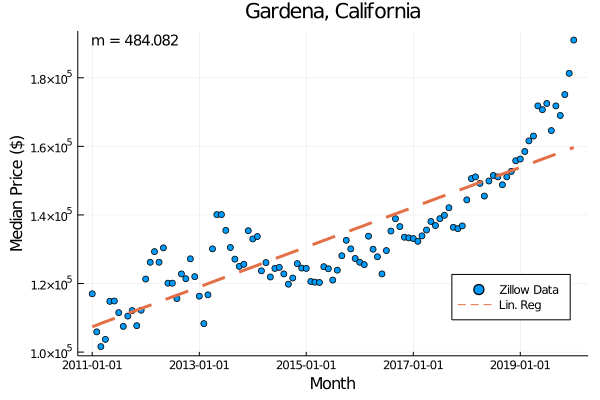 Gardena, California
m = 484.082
1.8×10⁵
1.6×10⁵
1.4×10⁵
1.2×10⁵
1.0×10⁵
Median Price ($)
Zillow Data
Lin. Reg
2011-01-01 2013-01-01 2015-01-01 2017-01-01 2019-01-01
Month